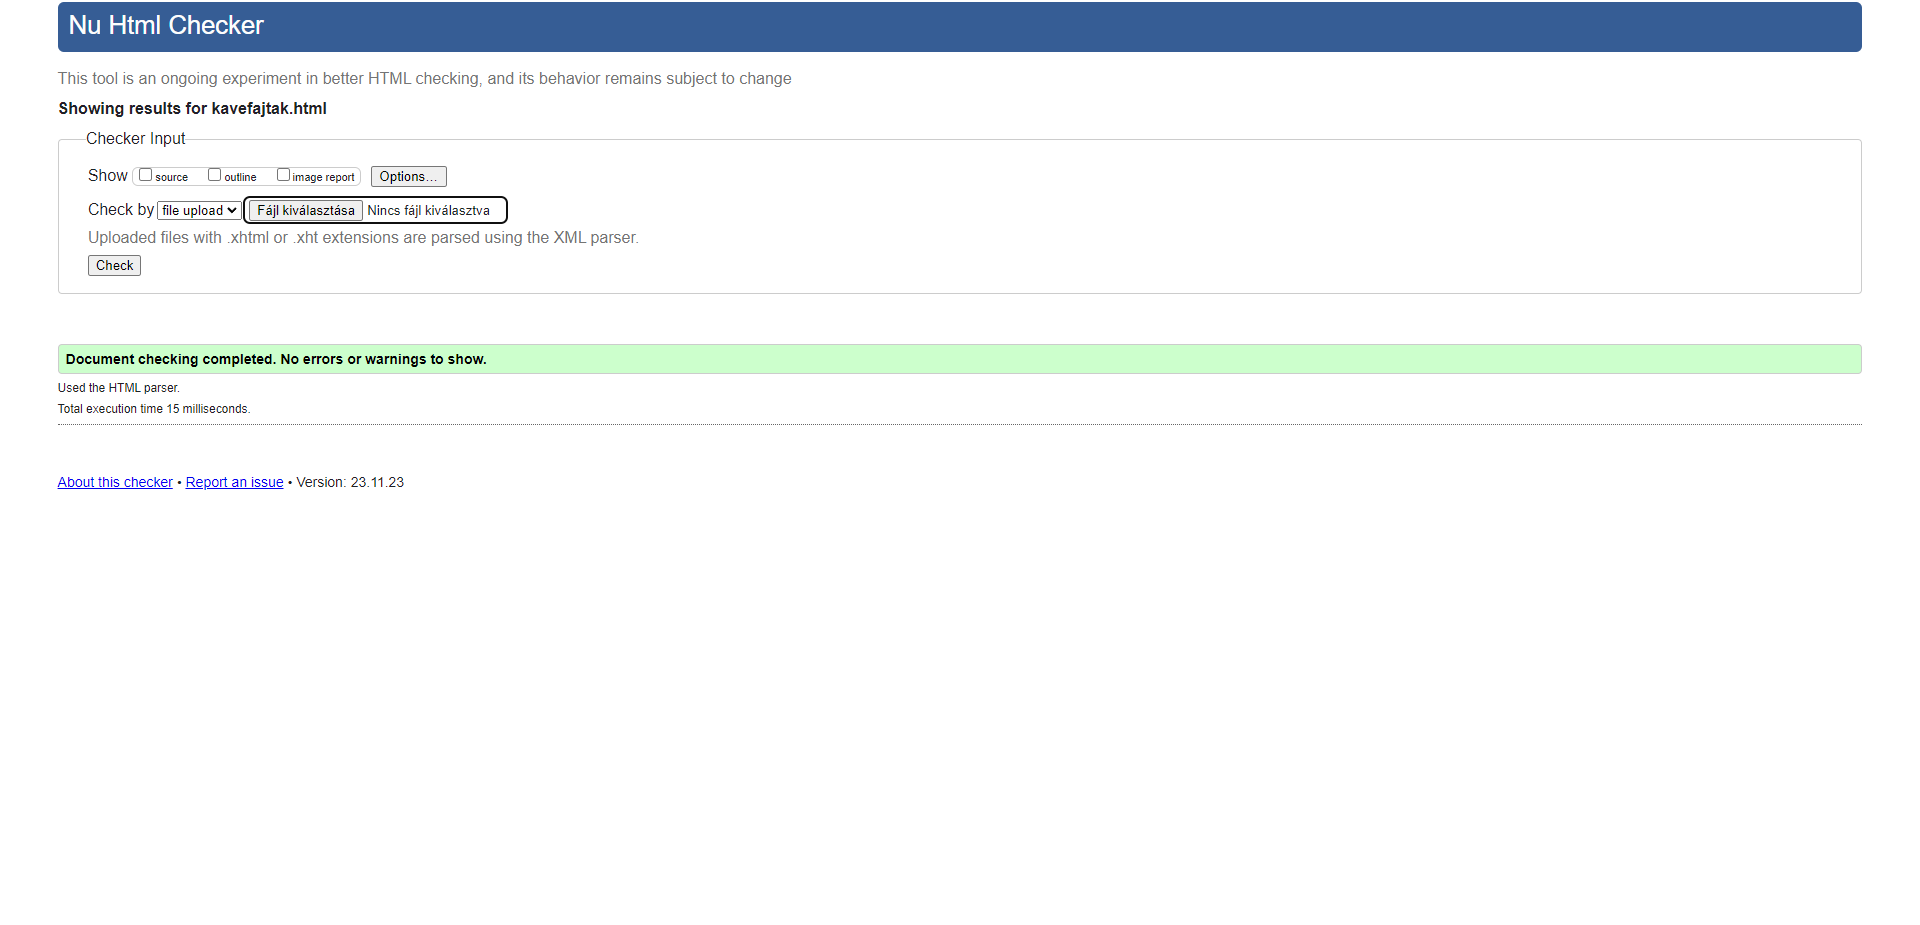 Nu Html Checker
This tool is an ongoing experiment in better HTML checking, and its behavior remains subject to change
Showing results for kavefajtak.html
Checker Input
Show source outline image report Options...
Check by file upload Fájl kiválasztása Nincs fájl kiválasztva
Uploaded files with .xhtml or .xht extensions are parsed using the XML parser.
Check
Document checking completed. No errors or warnings to show.
Used the HTML parser.
Total execution time 15 milliseconds.
About this checker • Report an issue • Version: 23.11.23